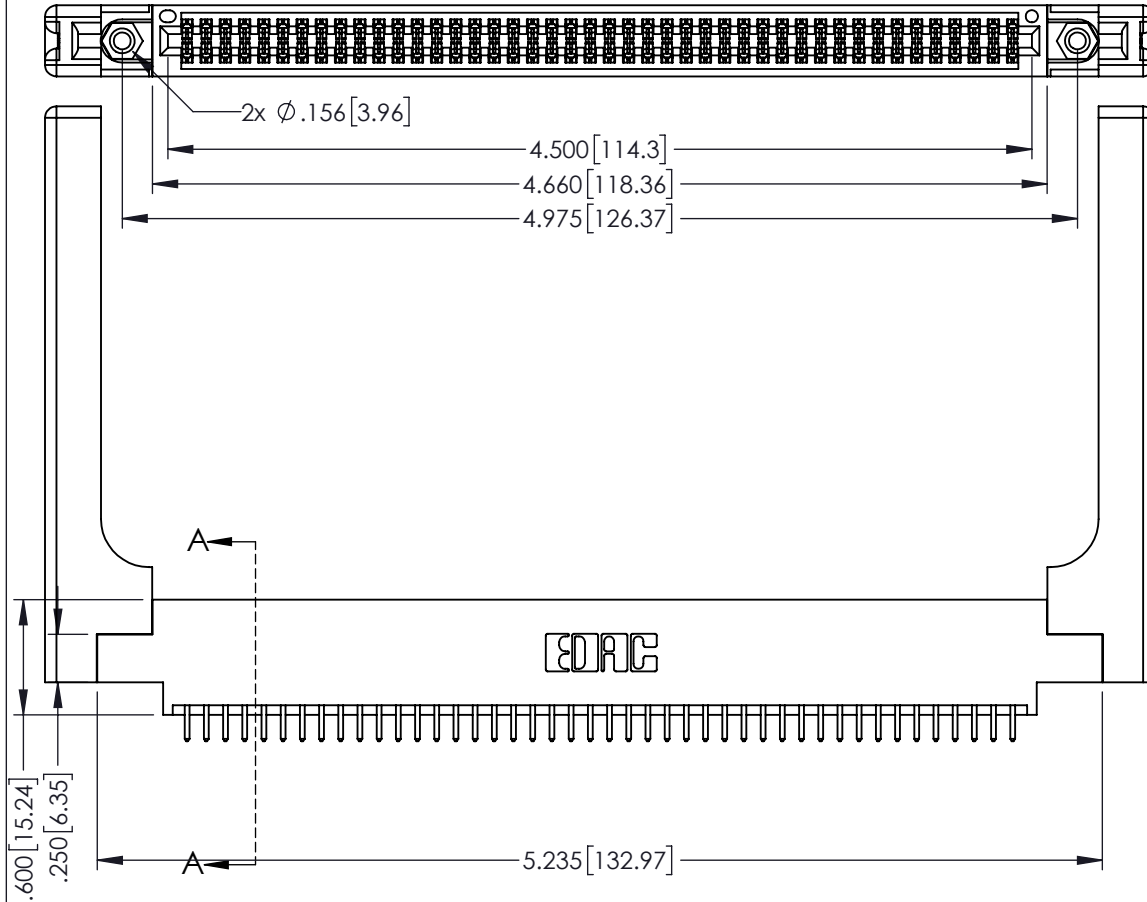 2x Ø .156[3.96]
4.500[114.3]
4.660[118.36]
4.975[126.37]
A
EDAC
.600[15.24]
.250[6.35]
A
5.235[132.97]